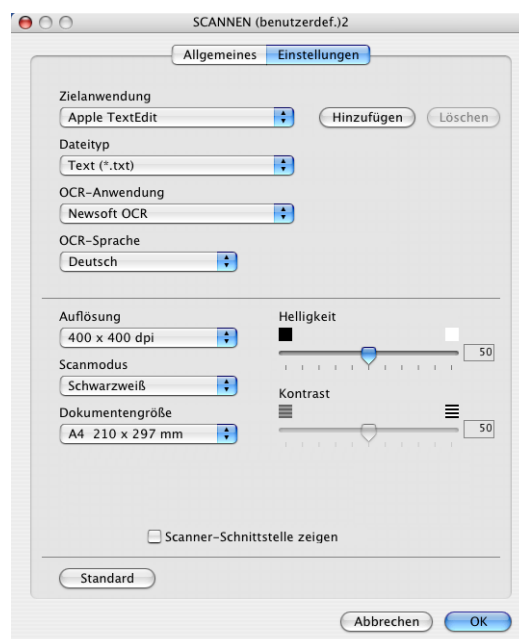 SCANNEN (benutzerdef.)2
Allgemeines Einstellungen
Zielanwendung
Apple TextEdit Hinzufügen Löschen
Dateityp
Text (*.txt)
OCR-Anwendung
Newsoft OCR
OCR-Sprache
Deutsch
Auflösung Helligkeit
400 x 400 dpi
50
Scanmodus
Schwarzweiß
Kontrast
Dokumentengröße
A4 210 x 297 mm 50
Scanner-Schnittstelle zeigen
Standard
Abbrechen OK